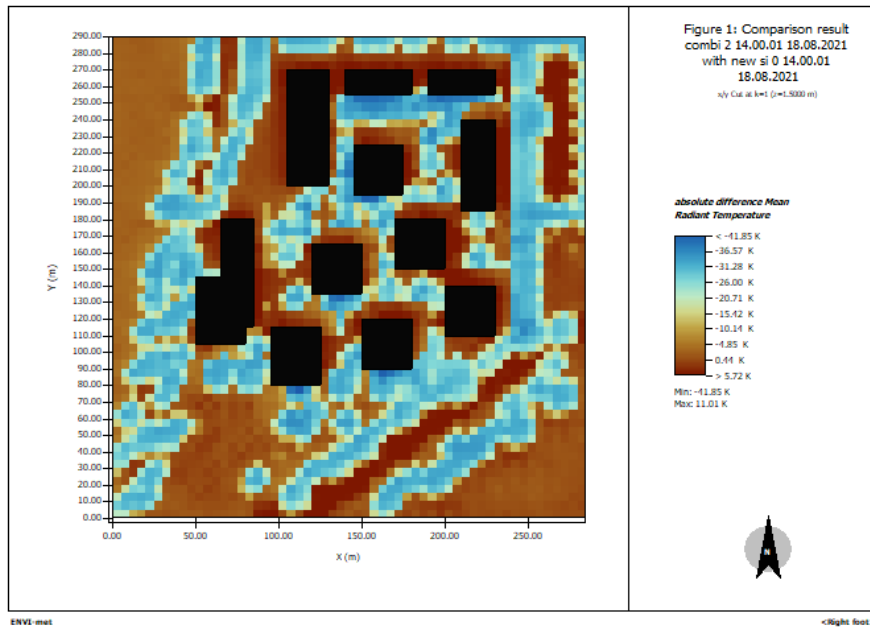 Figure 1: Comparison result
combi 2 14.00.01 18.08.2021
with new si 0 14.00.01
18.08.2021
x/y Cut at k=1 (z=1.5000 m)
absolute difference Mean
Radiant Temperature
< -41.85 K
-36.57 K
-31.28 K
-26.00 K
-20.71 K
-15.42 K
-10.14 K
-4.85 K
0.44 K
> 5.72 K
Min: -41.85 K
Max: 11.01 K
N
290.00
280.00
270.00
260.00
250.00
240.00
230.00
220.00
210.00
200.00
190.00
180.00
170.00
160.00
150.00
140.00
130.00
120.00
110.00
100.00
90.00
80.00
70.00
60.00
50.00
40.00
30.00
20.00
10.00
0.00
Y (m)
0.00 50.00 100.00 150.00 200.00 250.00
X (m)
ENVI-met
<Right foot